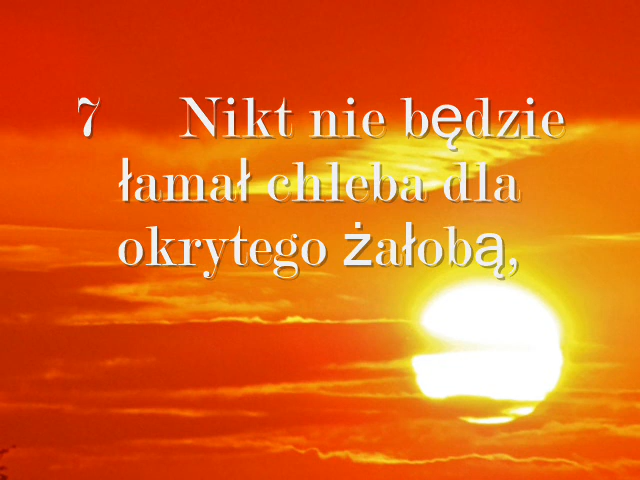 7 Nikt nie będzie
łamał chleba dla
okrytego żałobą,